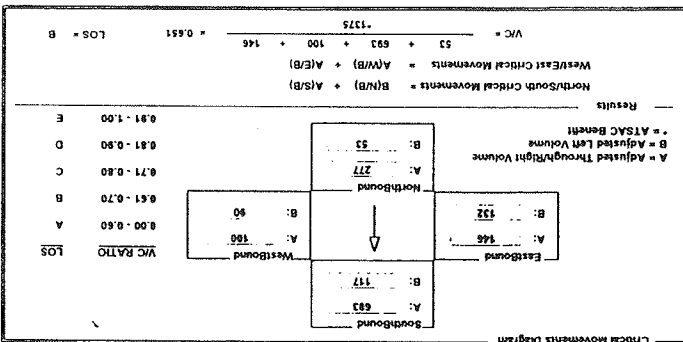 Critical Movements Diagram
SouthBound
A: 693
B: 117
EastBound
A: 146
B: 132
WestBound
A: 100
B: 90
NorthBound
A: 277
B: 53
V/C RATIO LOS
0.00 - 0.60 A
0.61 - 0.70 B
0.71 - 0.80 C
0.81 - 0.90 D
0.91 - 1.00 E
A = Adjusted Through/Right Volume
B = Adjusted Left Volume
* = ATSAC Benefit
Results
North/South Critical Movements = B(N/B) + A(S/B)
West/East Critical Movements = A(W/B) + A(E/B)
53 + 693 + 100 + 146
V/C = = 0.651 LOS = B
*1375